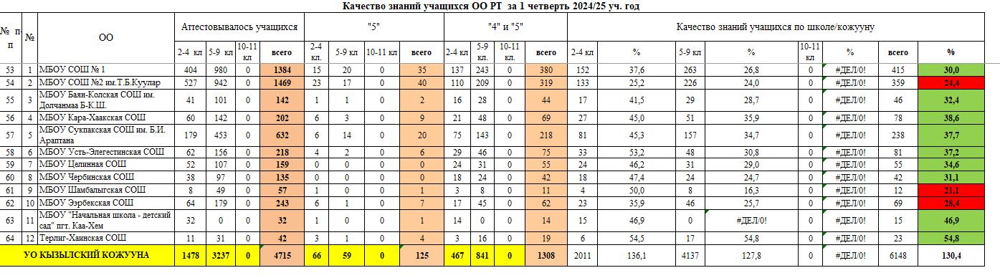 Качество знаний учащихся ОО РТ за 1 четверть 2024/25 уч. год
№ п-п № ОО Аттестовывалось учащихся "5" "4" и "5" Качество знаний учащихся по школе/кожууну
2-4 кл 5-9 кл 10-11 кл всего 2-4 кл. 5-9 кл 10-11 кл всего 2-4 кл 5-9 кл. 10-11 кл. всего 2-4 кл % 5-9 кл % 10-11 кл % всего %
53 1 МБОУ СОШ № 1 404 980 0 1384 15 20 0 35 137 243 0 380 152 37,6 263 26,8 0 #ДЕЛ/0! 415 30,0
54 2 МБОУ СОШ №2 им.Т.Б.Куулар 527 942 0 1469 23 17 0 40 110 209 0 319 133 25,2 226 24,0 0 #ДЕЛ/0! 359 24,4
55 3 МБОУ Баян-Колская СОШ им. Долчанмаа Б-К.Ш. 41 101 0 142 1 1 0 2 16 28 0 44 17 41,5 29 28,7 0 #ДЕЛ/0! 46 32,4
56 4 МБОУ Кара-Хаакская СОШ 60 142 0 202 6 3 0 9 21 48 0 69 27 45,0 51 35,9 0 #ДЕЛ/0! 78 38,6
57 5 МБОУ Сукпакская СОШ им. Б.И. Араптана 179 453 0 632 6 14 0 20 75 143 0 218 81 45,3 157 34,7 0 #ДЕЛ/0! 238 37,7
58 6 МБОУ Усть-Элегестинская СОШ 62 156 0 218 4 2 0 6 29 46 0 75 33 53,2 48 30,8 0 #ДЕЛ/0! 81 37,2
59 7 МБОУ Целинная СОШ 52 107 0 159 0 0 0 0 24 31 0 55 24 46,2 31 29,0 0 #ДЕЛ/0! 55 34,6
60 8 МБОУ Чербинская СОШ 38 97 0 135 0 0 0 0 18 24 0 42 18 47,4 24 24,7 0 #ДЕЛ/0! 42 31,1
61 9 МБОУ Шамбалыгская СОШ 8 49 0 57 1 0 0 1 3 8 0 11 4 50,0 8 16,3 0 #ДЕЛ/0! 12 21,1
62 10 МБОУ Ээрбекская СОШ 64 179 0 243 6 1 0 7 17 45 0 62 23 35,9 46 25,7 0 #ДЕЛ/0! 69 28,4
63 11 МБОУ "Начальная школа - детский сад" пгт. Каа-Хем 32 0 0 32 1 0 0 1 14 0 0 14 15 46,9 0 #ДЕЛ/0! 0 #ДЕЛ/0! 15 46,9
64 12 Терлиг-Хаинская СОШ 11 31 0 42 3 1 0 4 3 16 0 19 6 54,5 17 54,8 0 #ДЕЛ/0! 23 54,8
УО КЫЗЫЛСКИЙ КОЖУУНА 1478 3237 0 4715 66 59 0 125 467 841 0 1308 2011 136,1 4137 127,8 0 #ДЕЛ/0! 6148 130,4